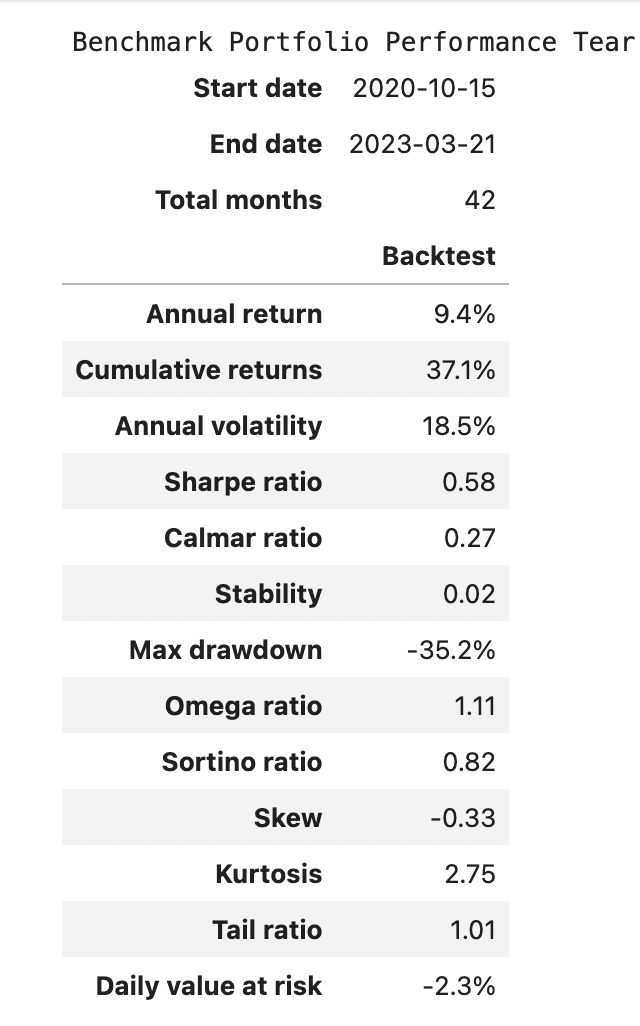 Benchmark Portfolio Performance Tear
Start date 2020-10-15
End date 2023-03-21
Total months 42
Backtest
Annual return 9.4%
Cumulative returns 37.1%
Annual volatility 18.5%
Sharpe ratio 0.58
Calmar ratio 0.27
Stability 0.02
Max drawdown -35.2%
Omega ratio 1.11
Sortino ratio 0.82
Skew -0.33
Kurtosis 2.75
Tail ratio 1.01
Daily value at risk -2.3%